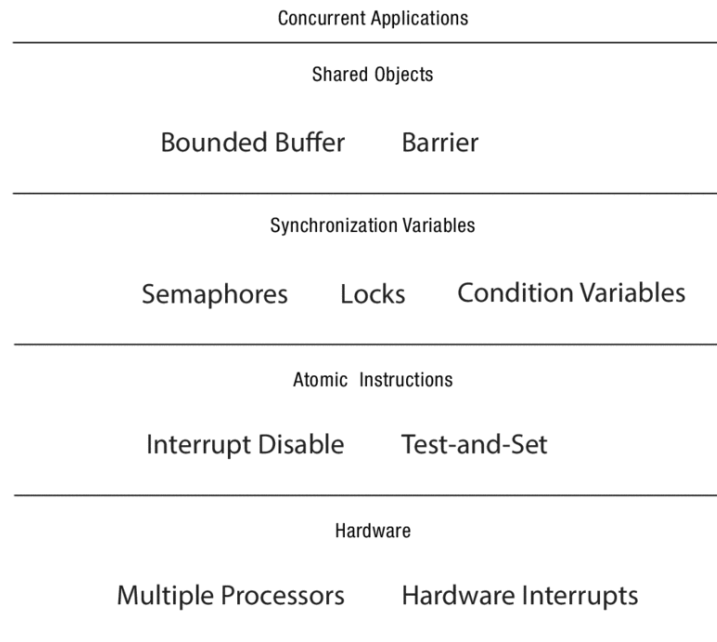 Concurrent Applications
Shared Objects
Bounded Buffer Barrier
Synchronization Variables
Semaphores Locks Condition Variables
Atomic Instructions
Interrupt Disable Test-and-Set
Hardware
Multiple Processors Hardware Interrupts